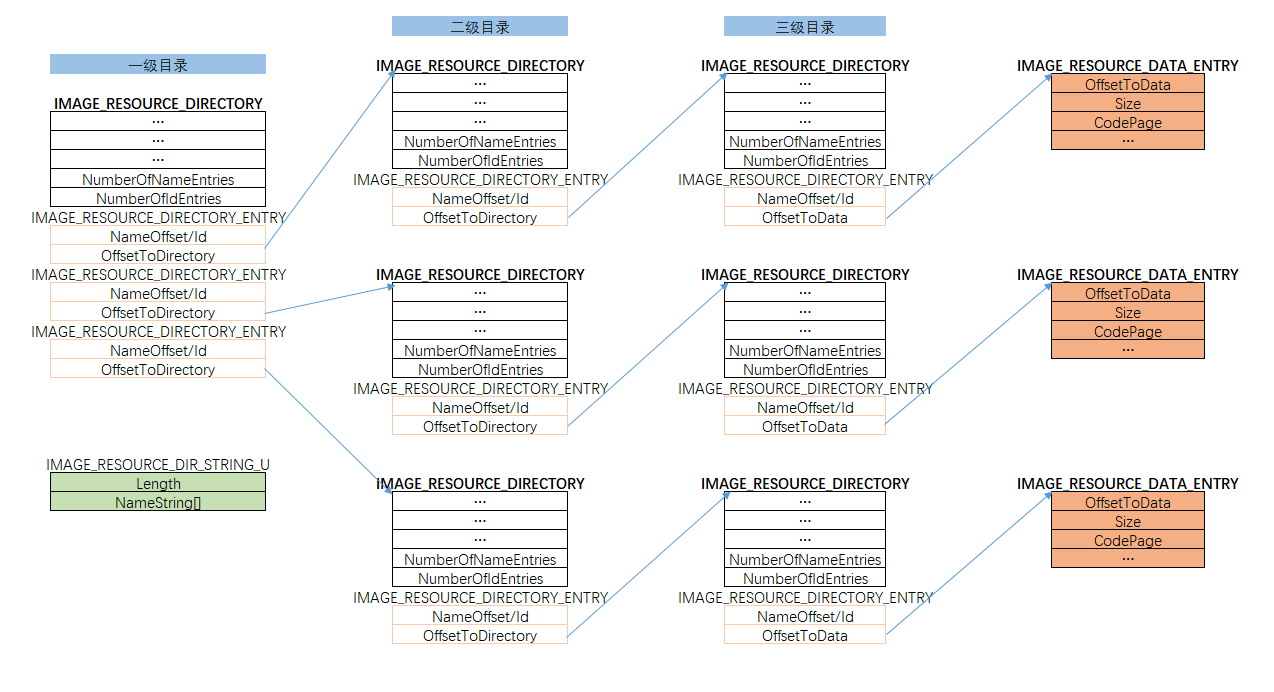 一级目录
IMAGE_RESOURCE_DIRECTORY
...
...
...
NumberOfNameEntries
NumberOfIdEntries
IMAGE_RESOURCE_DIRECTORY_ENTRY
NameOffset/Id
OffsetToDirectory
IMAGE_RESOURCE_DIRECTORY_ENTRY
NameOffset/Id
OffsetToDirectory
IMAGE_RESOURCE_DIRECTORY_ENTRY
NameOffset/Id
OffsetToDirectory
IMAGE_RESOURCE_DIR_STRING_U
Length
NameString[]
二级目录
IMAGE_RESOURCE_DIRECTORY
...
...
...
NumberOfNameEntries
NumberOfIdEntries
IMAGE_RESOURCE_DIRECTORY_ENTRY
NameOffset/Id
OffsetToDirectory
IMAGE_RESOURCE_DIRECTORY
...
...
...
NumberOfNameEntries
NumberOfIdEntries
IMAGE_RESOURCE_DIRECTORY_ENTRY
NameOffset/Id
OffsetToDirectory
IMAGE_RESOURCE_DIRECTORY
...
...
...
NumberOfNameEntries
NumberOfIdEntries
IMAGE_RESOURCE_DIRECTORY_ENTRY
NameOffset/Id
OffsetToDirectory
三级目录
IMAGE_RESOURCE_DIRECTORY
...
...
...
NumberOfNameEntries
NumberOfIdEntries
IMAGE_RESOURCE_DIRECTORY_ENTRY
NameOffset/Id
OffsetToData
IMAGE_RESOURCE_DIRECTORY
...
...
...
NumberOfNameEntries
NumberOfIdEntries
IMAGE_RESOURCE_DIRECTORY_ENTRY
NameOffset/Id
OffsetToData
IMAGE_RESOURCE_DIRECTORY
...
...
...
NumberOfNameEntries
NumberOfIdEntries
IMAGE_RESOURCE_DIRECTORY_ENTRY
NameOffset/Id
OffsetToData
IMAGE_RESOURCE_DATA_ENTRY
OffsetToData
Size
CodePage
...
IMAGE_RESOURCE_DATA_ENTRY
OffsetToData
Size
CodePage
...
IMAGE_RESOURCE_DATA_ENTRY
OffsetToData
Size
CodePage
...